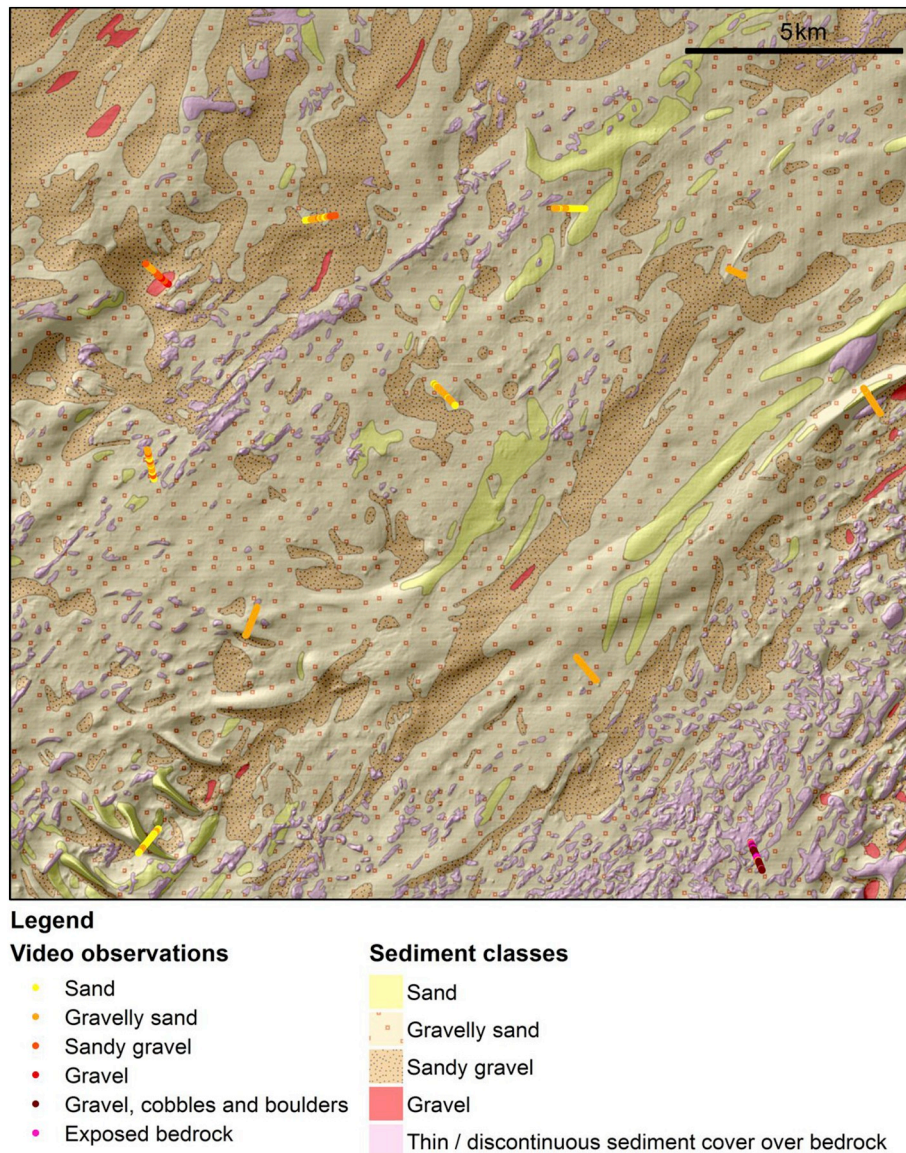 5km
Legend
Video observations
Sand
Gravelly sand
Sandy gravel
Gravel
Gravel, cobbles and boulders
Exposed bedrock
Sediment classes
Sand
Gravelly sand
Sandy gravel
Gravel
Thin / discontinuous sediment cover over bedrock